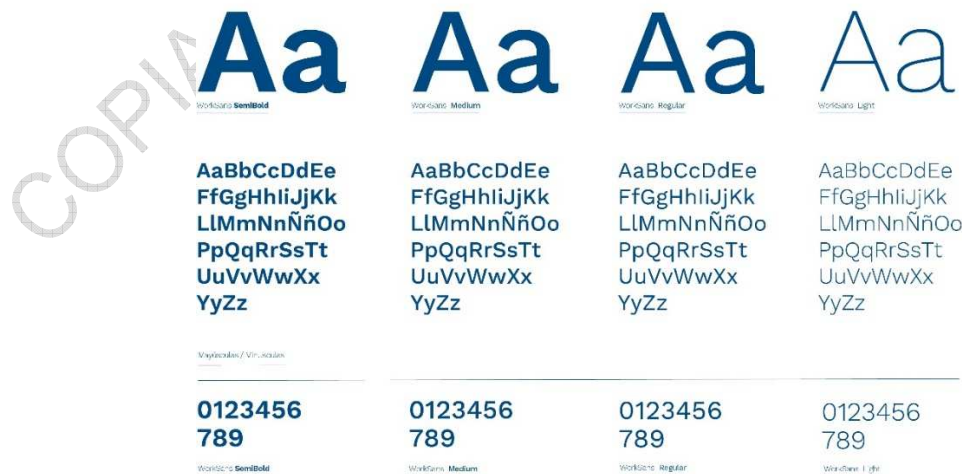 COPIA
Aa Aa Aa Aa
WorkSans SemiBold WorkSans Medium WorkSans Regular WorkSans Light
AaBbCcDdEe AaBbCcDdEe AaBbCcDdEe AaBbCcDdEe
FfGgHhIiJjKk FfGgHhIiJjKk FfGgHhIiJjKk FfGgHhIiJjKk
LlMmNnÑñOo LlMmNnÑñOo LlMmNnÑñOo LlMmNnÑñOo
PpQqRrSsTt PpQqRrSsTt PpQqRrSsTt PpQqRrSsTt
UuVvWwXx UuVvWwXx UuVvWwXx UuVvWwXx
YyZz YyZz YyZz YyZz
Mayúsculas / Minúsculas
0123456 0123456 0123456 0123456
789 789 789 789
WorkSans SemiBold WorkSans Medium WorkSans Regular WorkSans Light